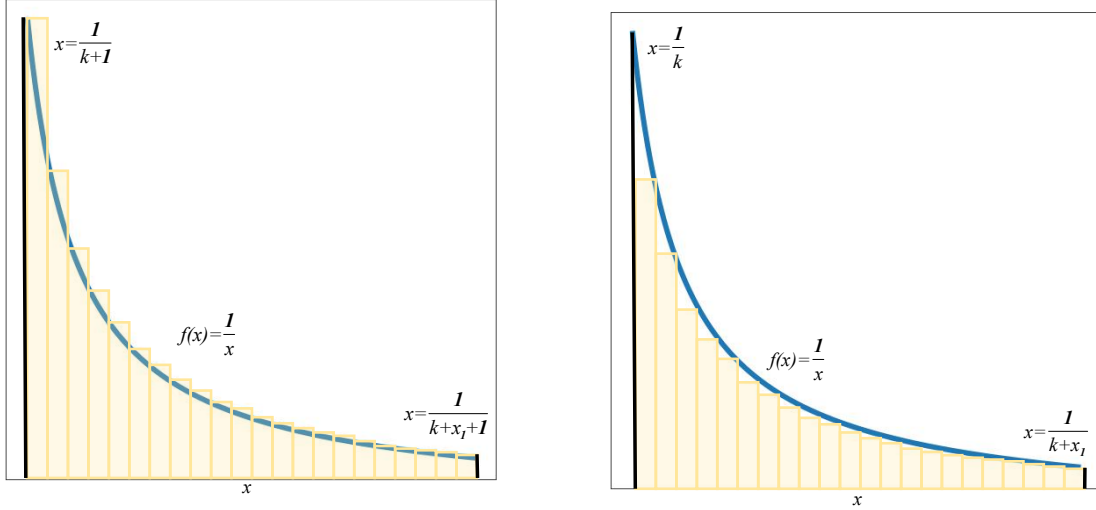 x=1/(k+1)
f(x)=1/x
x=1/(k+x₁+1)
x
x=1/k
f(x)=1/x
x=1/(k+x₁)
x